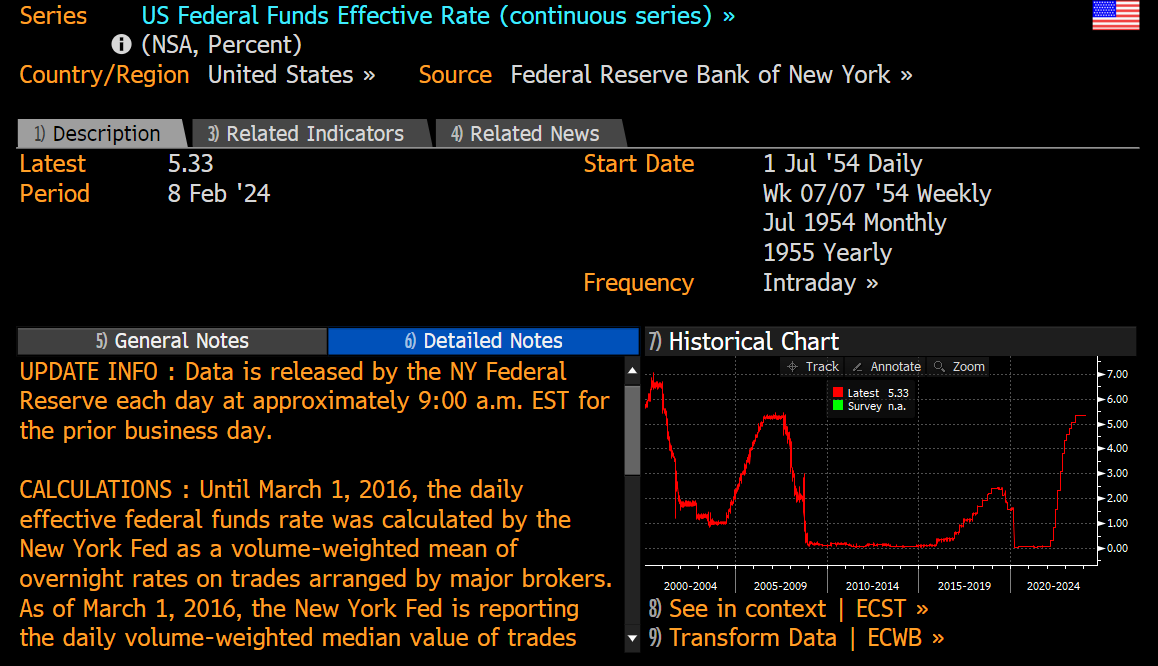 Series US Federal Funds Effective Rate (continuous series) »
(NSA, Percent)
Country/Region United States » Source Federal Reserve Bank of New York »
1) Description 3) Related Indicators 4) Related News
Latest 5.33 Start Date 1 Jul '54 Daily
Period 8 Feb '24 Wk 07/07 '54 Weekly
Jul 1954 Monthly
1955 Yearly
Frequency Intraday »
5) General Notes 6) Detailed Notes 7) Historical Chart
UPDATE INFO : Data is released by the NY Federal
Reserve each day at approximately 9:00 a.m. EST for
the prior business day.
CALCULATIONS : Until March 1, 2016, the daily
effective federal funds rate was calculated by the
New York Fed as a volume-weighted mean of
overnight rates on trades arranged by major brokers.
As of March 1, 2016, the New York Fed is reporting
the daily volume-weighted median value of trades
Track Annotate Zoom
Latest 5.33
Survey n.a.
7.00
6.00
5.00
4.00
3.00
2.00
1.00
0.00
2000-2004 2005-2009 2010-2014 2015-2019 2020-2024
8) See in context | ECST »
9) Transform Data | ECWB »